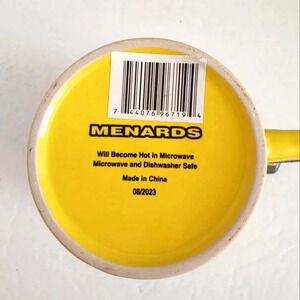 7 44076 96719 4
MENARDS
Will Become Hot in Microwave
Microwave and Dishwasher Safe
Made in China
08/2023